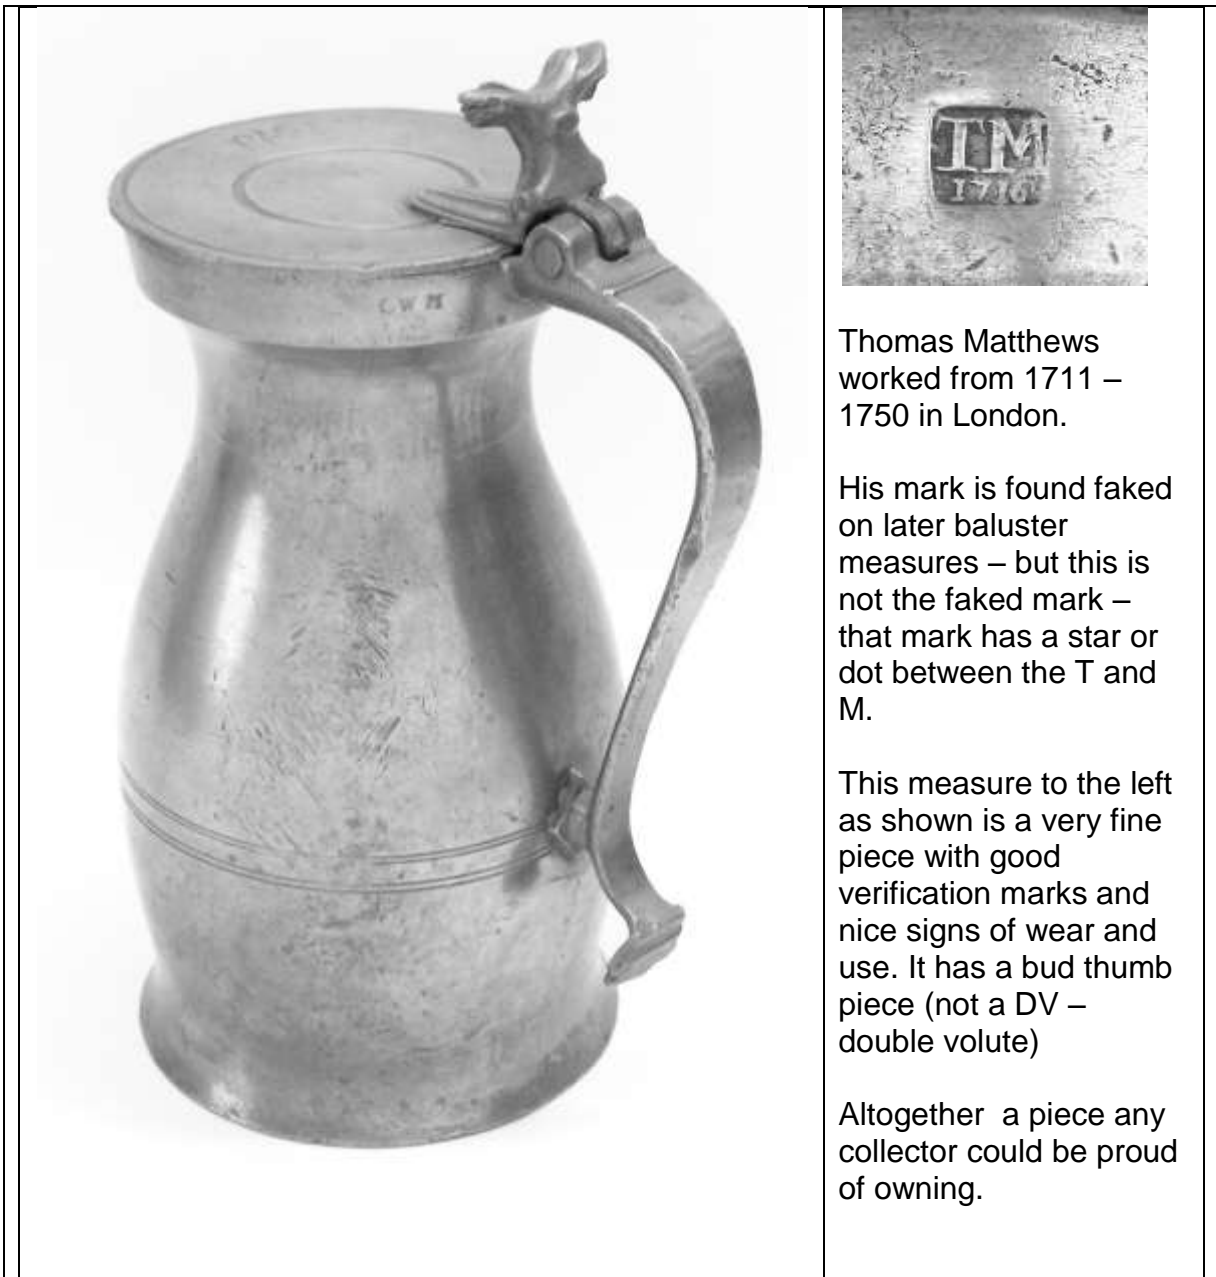 TM
1716
C W M
Thomas Matthews
worked from 1711 –
1750 in London.
His mark is found faked
on later baluster
measures – but this is
not the faked mark –
that mark has a star or
dot between the T and
M.
This measure to the left
as shown is a very fine
piece with good
verification marks and
nice signs of wear and
use. It has a bud thumb
piece (not a DV –
double volute)
Altogether  a piece any
collector could be proud
of owning.